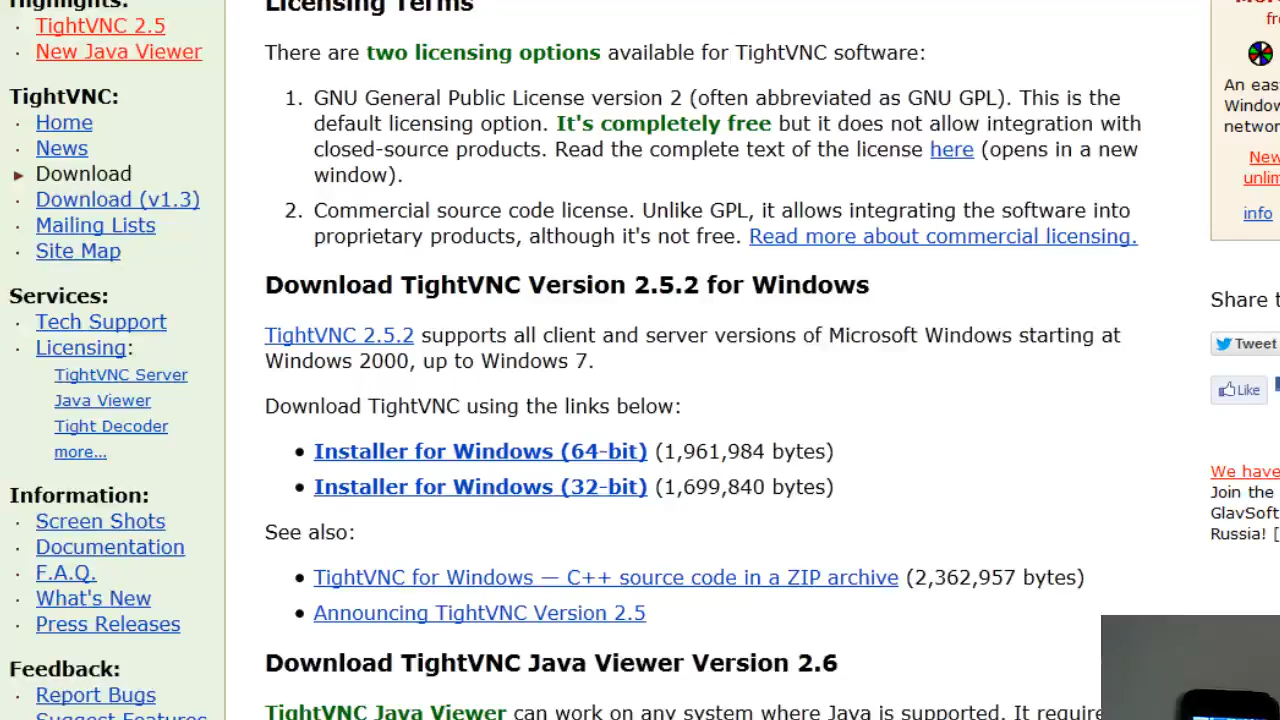 Highlights:
TightVNC 2.5
New Java Viewer
TightVNC:
Home
News
Download
Download (v1.3)
Mailing Lists
Site Map
Services:
Tech Support
Licensing:
TightVNC Server
Java Viewer
Tight Decoder
more...
Information:
Screen Shots
Documentation
F.A.Q.
What's New
Press Releases
Feedback:
Report Bugs
Suggest Features
Licensing Terms
There are two licensing options available for TightVNC software:
1. GNU General Public License version 2 (often abbreviated as GNU GPL). This is the
default licensing option. It's completely free but it does not allow integration with
closed-source products. Read the complete text of the license here (opens in a new
window).
2. Commercial source code license. Unlike GPL, it allows integrating the software into
proprietary products, although it's not free. Read more about commercial licensing.
Download TightVNC Version 2.5.2 for Windows
TightVNC 2.5.2 supports all client and server versions of Microsoft Windows starting at
Windows 2000, up to Windows 7.
Download TightVNC using the links below:
• Installer for Windows (64-bit) (1,961,984 bytes)
• Installer for Windows (32-bit) (1,699,840 bytes)
See also:
• TightVNC for Windows — C++ source code in a ZIP archive (2,362,957 bytes)
• Announcing TightVNC Version 2.5
Download TightVNC Java Viewer Version 2.6
TightVNC Java Viewer can work on any system where Java is supported. It require
An eas
Window
networ
New
unlim
info
Share t
Tweet
Like
We have
Join the
GlavSoft
Russia! [